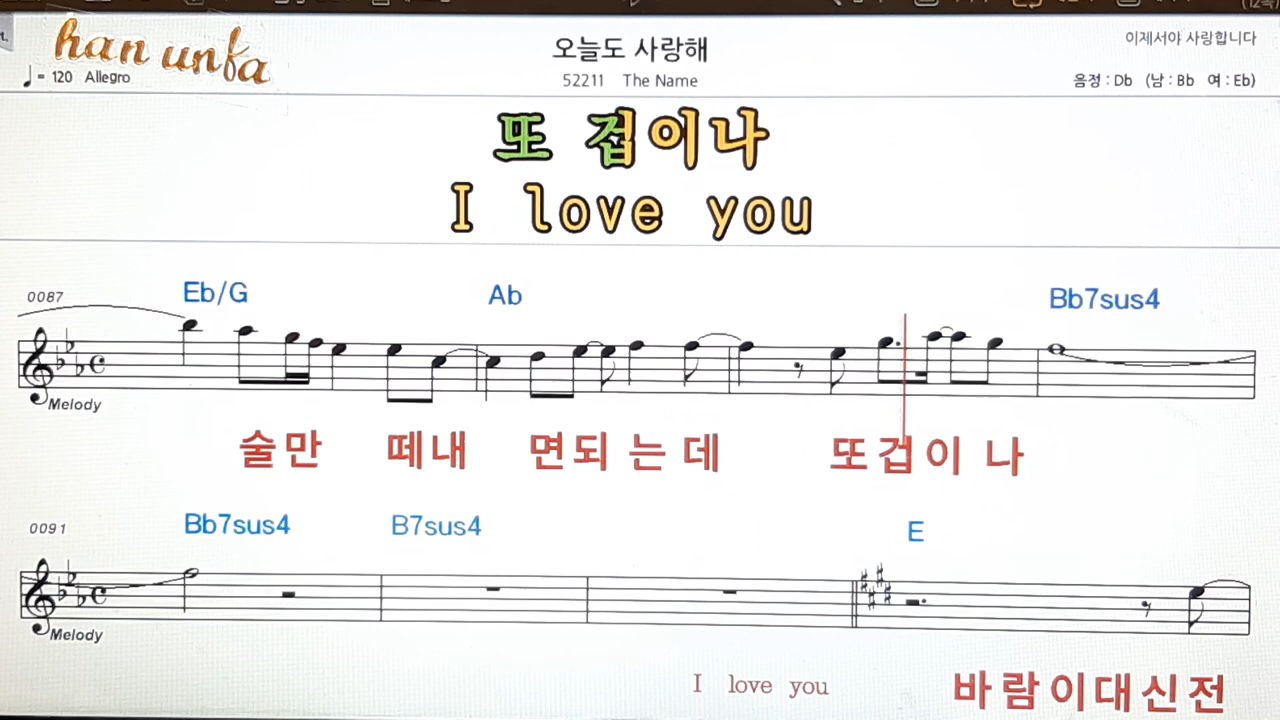 han unfa
오늘도 사랑해
이제서야 사랑합니다
♩= 120 Allegro
52211 The Name
음정 : Db (남 : Bb 여 : Eb)
또 겁이나
I love you
0087
Eb/G Ab Bb7sus4
Melody
술만 떼내 면되 는 데 또겁이 나
0091
Bb7sus4 B7sus4 E
Melody
I love you 바람이대신전